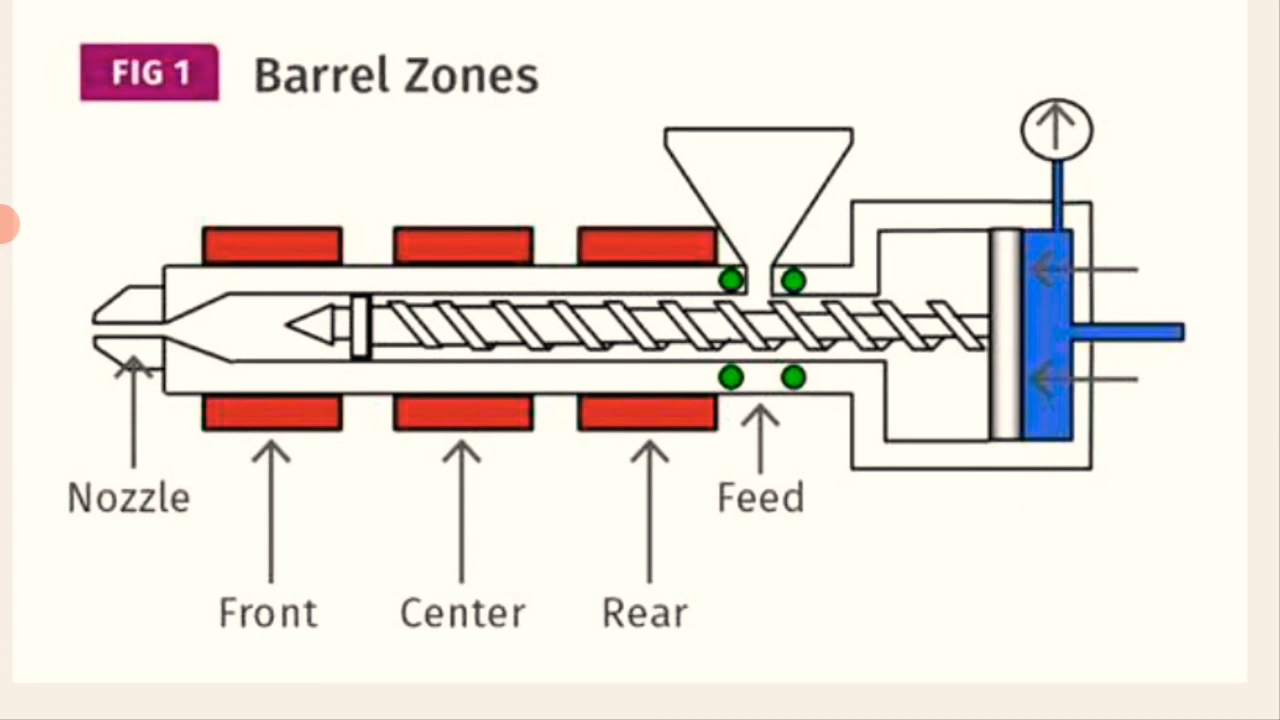 FIG 1 Barrel Zones
Nozzle
Feed
Front
Center
Rear